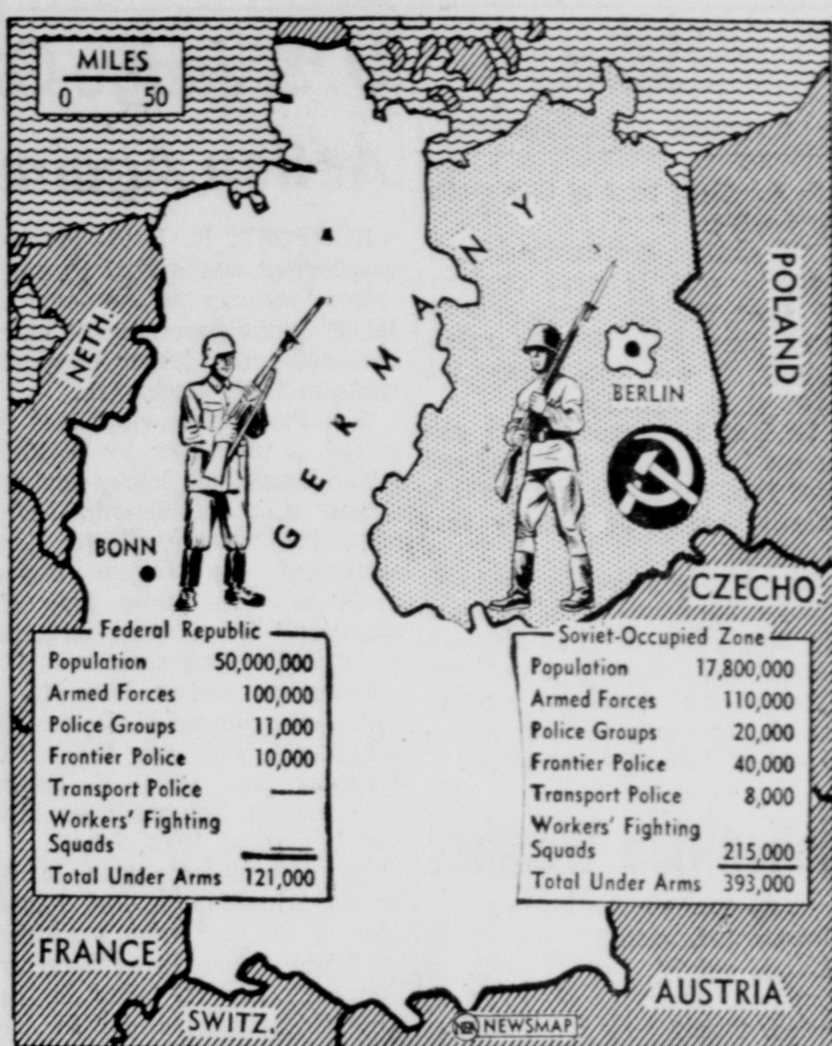 MILES
0 50
NETH.
GERMANY
POLAND
BERLIN
BONN
CZECHO.
Federal Republic
Population 50,000,000
Armed Forces 100,000
Police Groups 11,000
Frontier Police 10,000
Transport Police —
Workers' Fighting
Squads —
Total Under Arms 121,000
Soviet-Occupied Zone
Population 17,800,000
Armed Forces 110,000
Police Groups 20,000
Frontier Police 40,000
Transport Police 8,000
Workers' Fighting
Squads 215,000
Total Under Arms 393,000
FRANCE
SWITZ.
NEA NEWSMAP
AUSTRIA